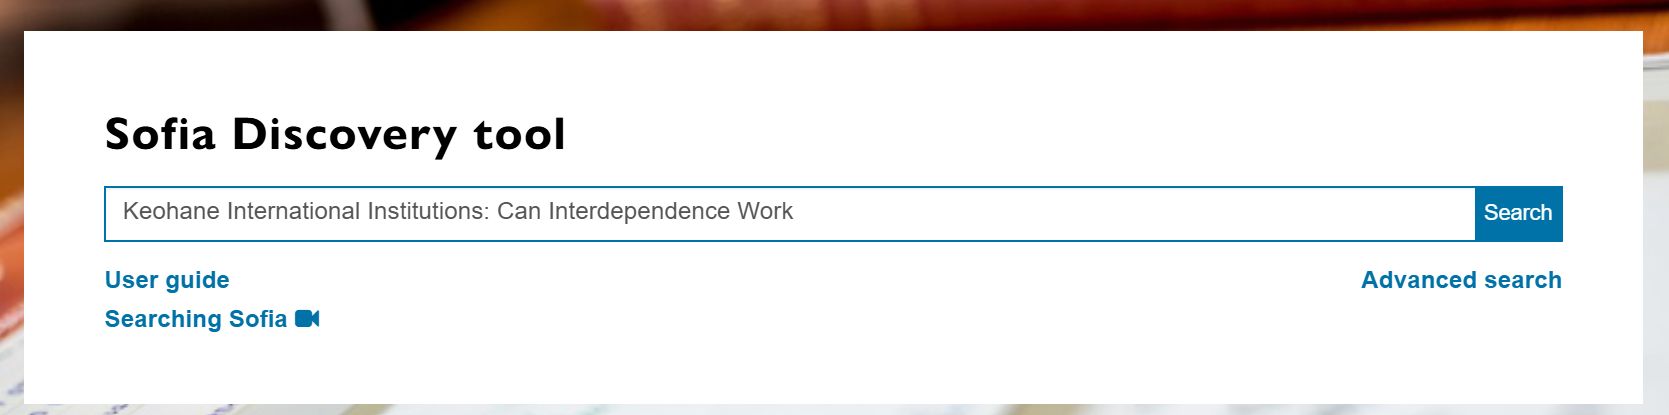 Sofia Discovery tool
Keohane International Institutions: Can Interdependence Work
Search
User guide
Advanced search
Searching Sofia